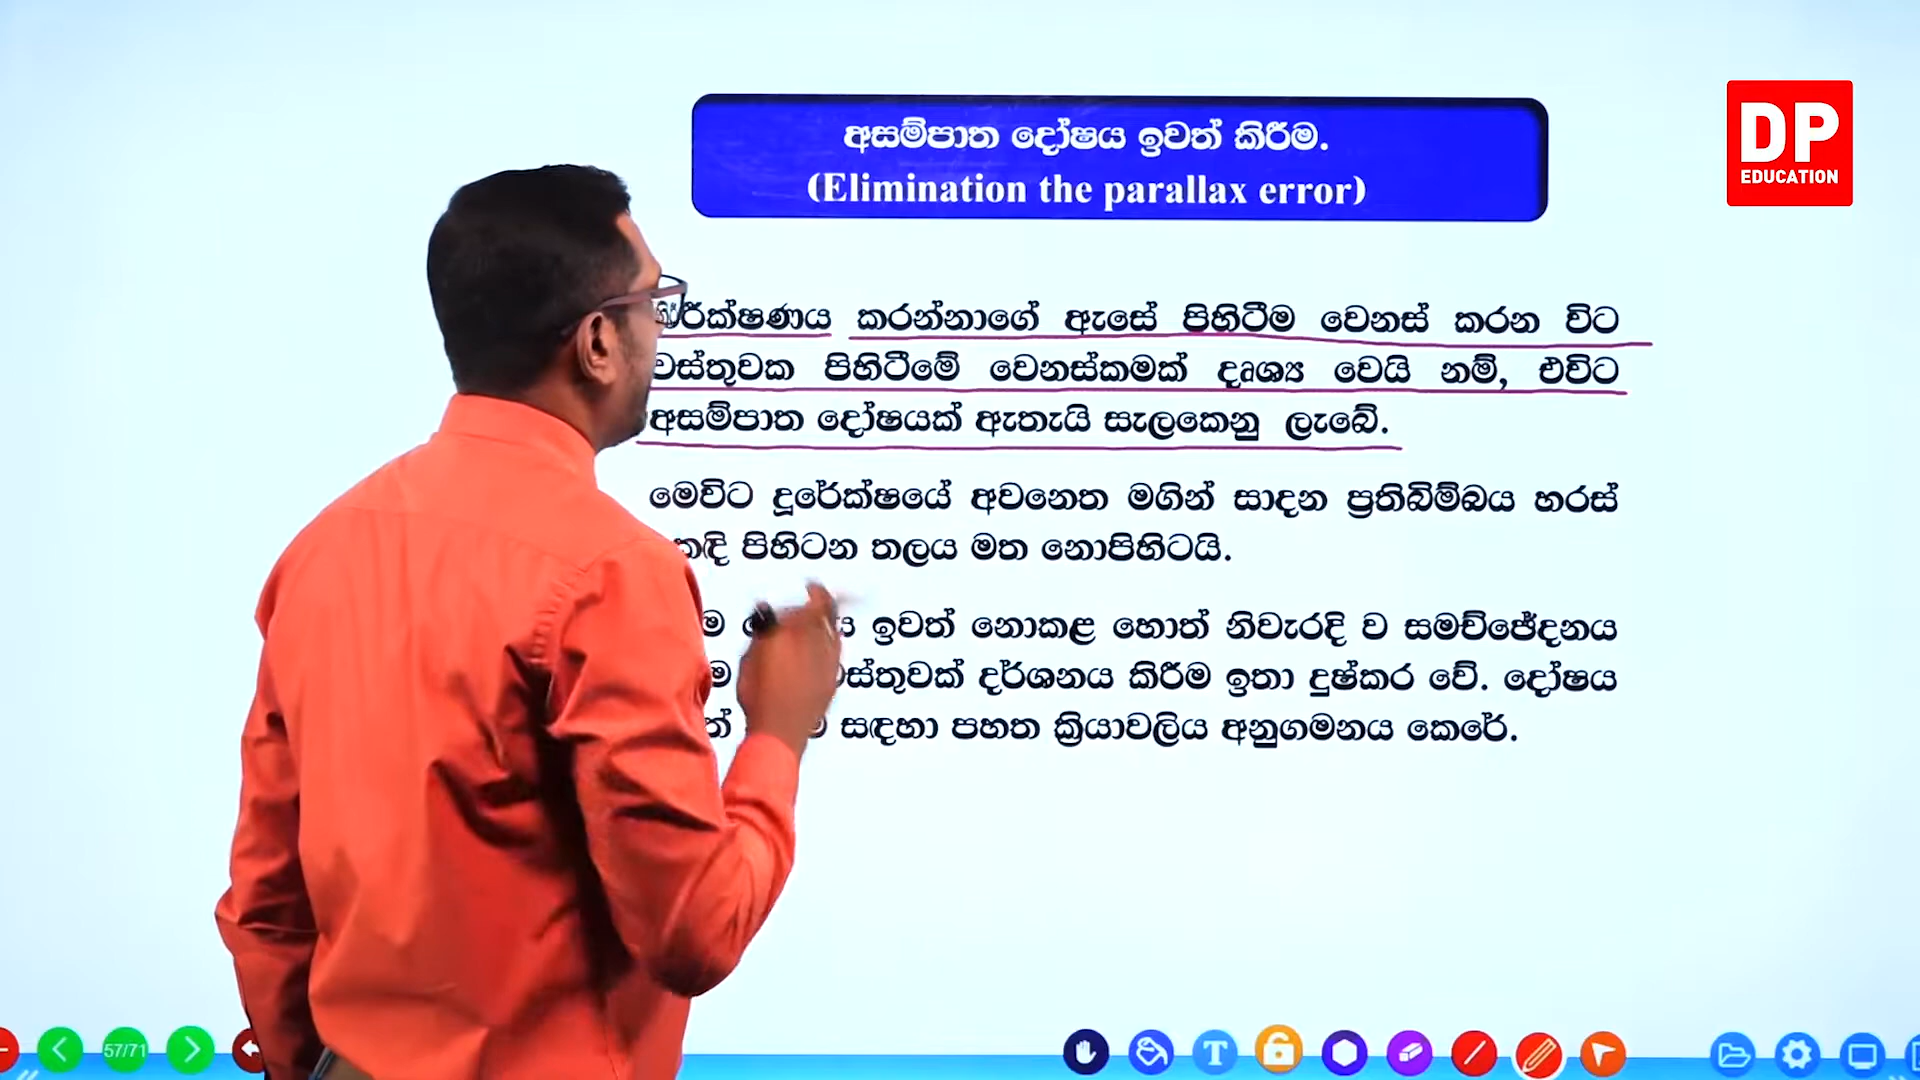 අසම්පාත දෝෂය ඉවත් කිරීම.
(Elimination the parallax error)
DP
EDUCATION
කරන්නාගේ ඇසේ පිහිටීම වෙනස් කරන විට
වස්තුවක පිහිටීමේ වෙනස්කමක් දෘශ්‍ය වෙයි නම්, එවිට
අසම්පාත දෝෂයක් ඇතැයි සැලකෙනු ලැබේ.
මෙවිට දූරේක්ෂයේ අවනෙත මගින් සාදන ප්‍රතිබිම්බය හරස්
පිහිටන තලය මත නොපිහිටයි.
ඉවත් නොකළ හොත් නිවැරදි ව සමච්ඡේදනය
දර්ශනය කිරීම ඉතා දුෂ්කර වේ. දෝෂය
සඳහා පහත ක්‍රියාවලිය අනුගමනය කෙරේ.
57/71